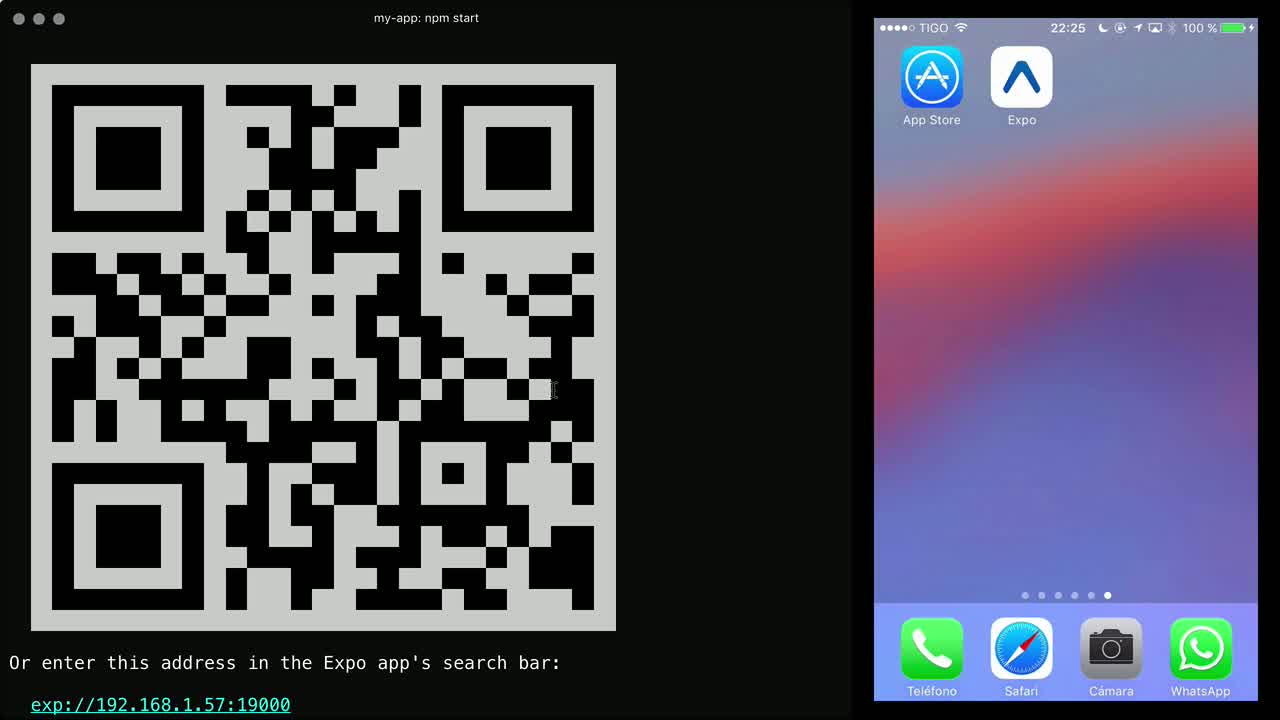 my-app: npm start
Or enter this address in the Expo app's search bar:
exp://192.168.1.57:19000
TIGO 22:25 100 %
App Store Expo
Teléfono Safari Cámara WhatsApp